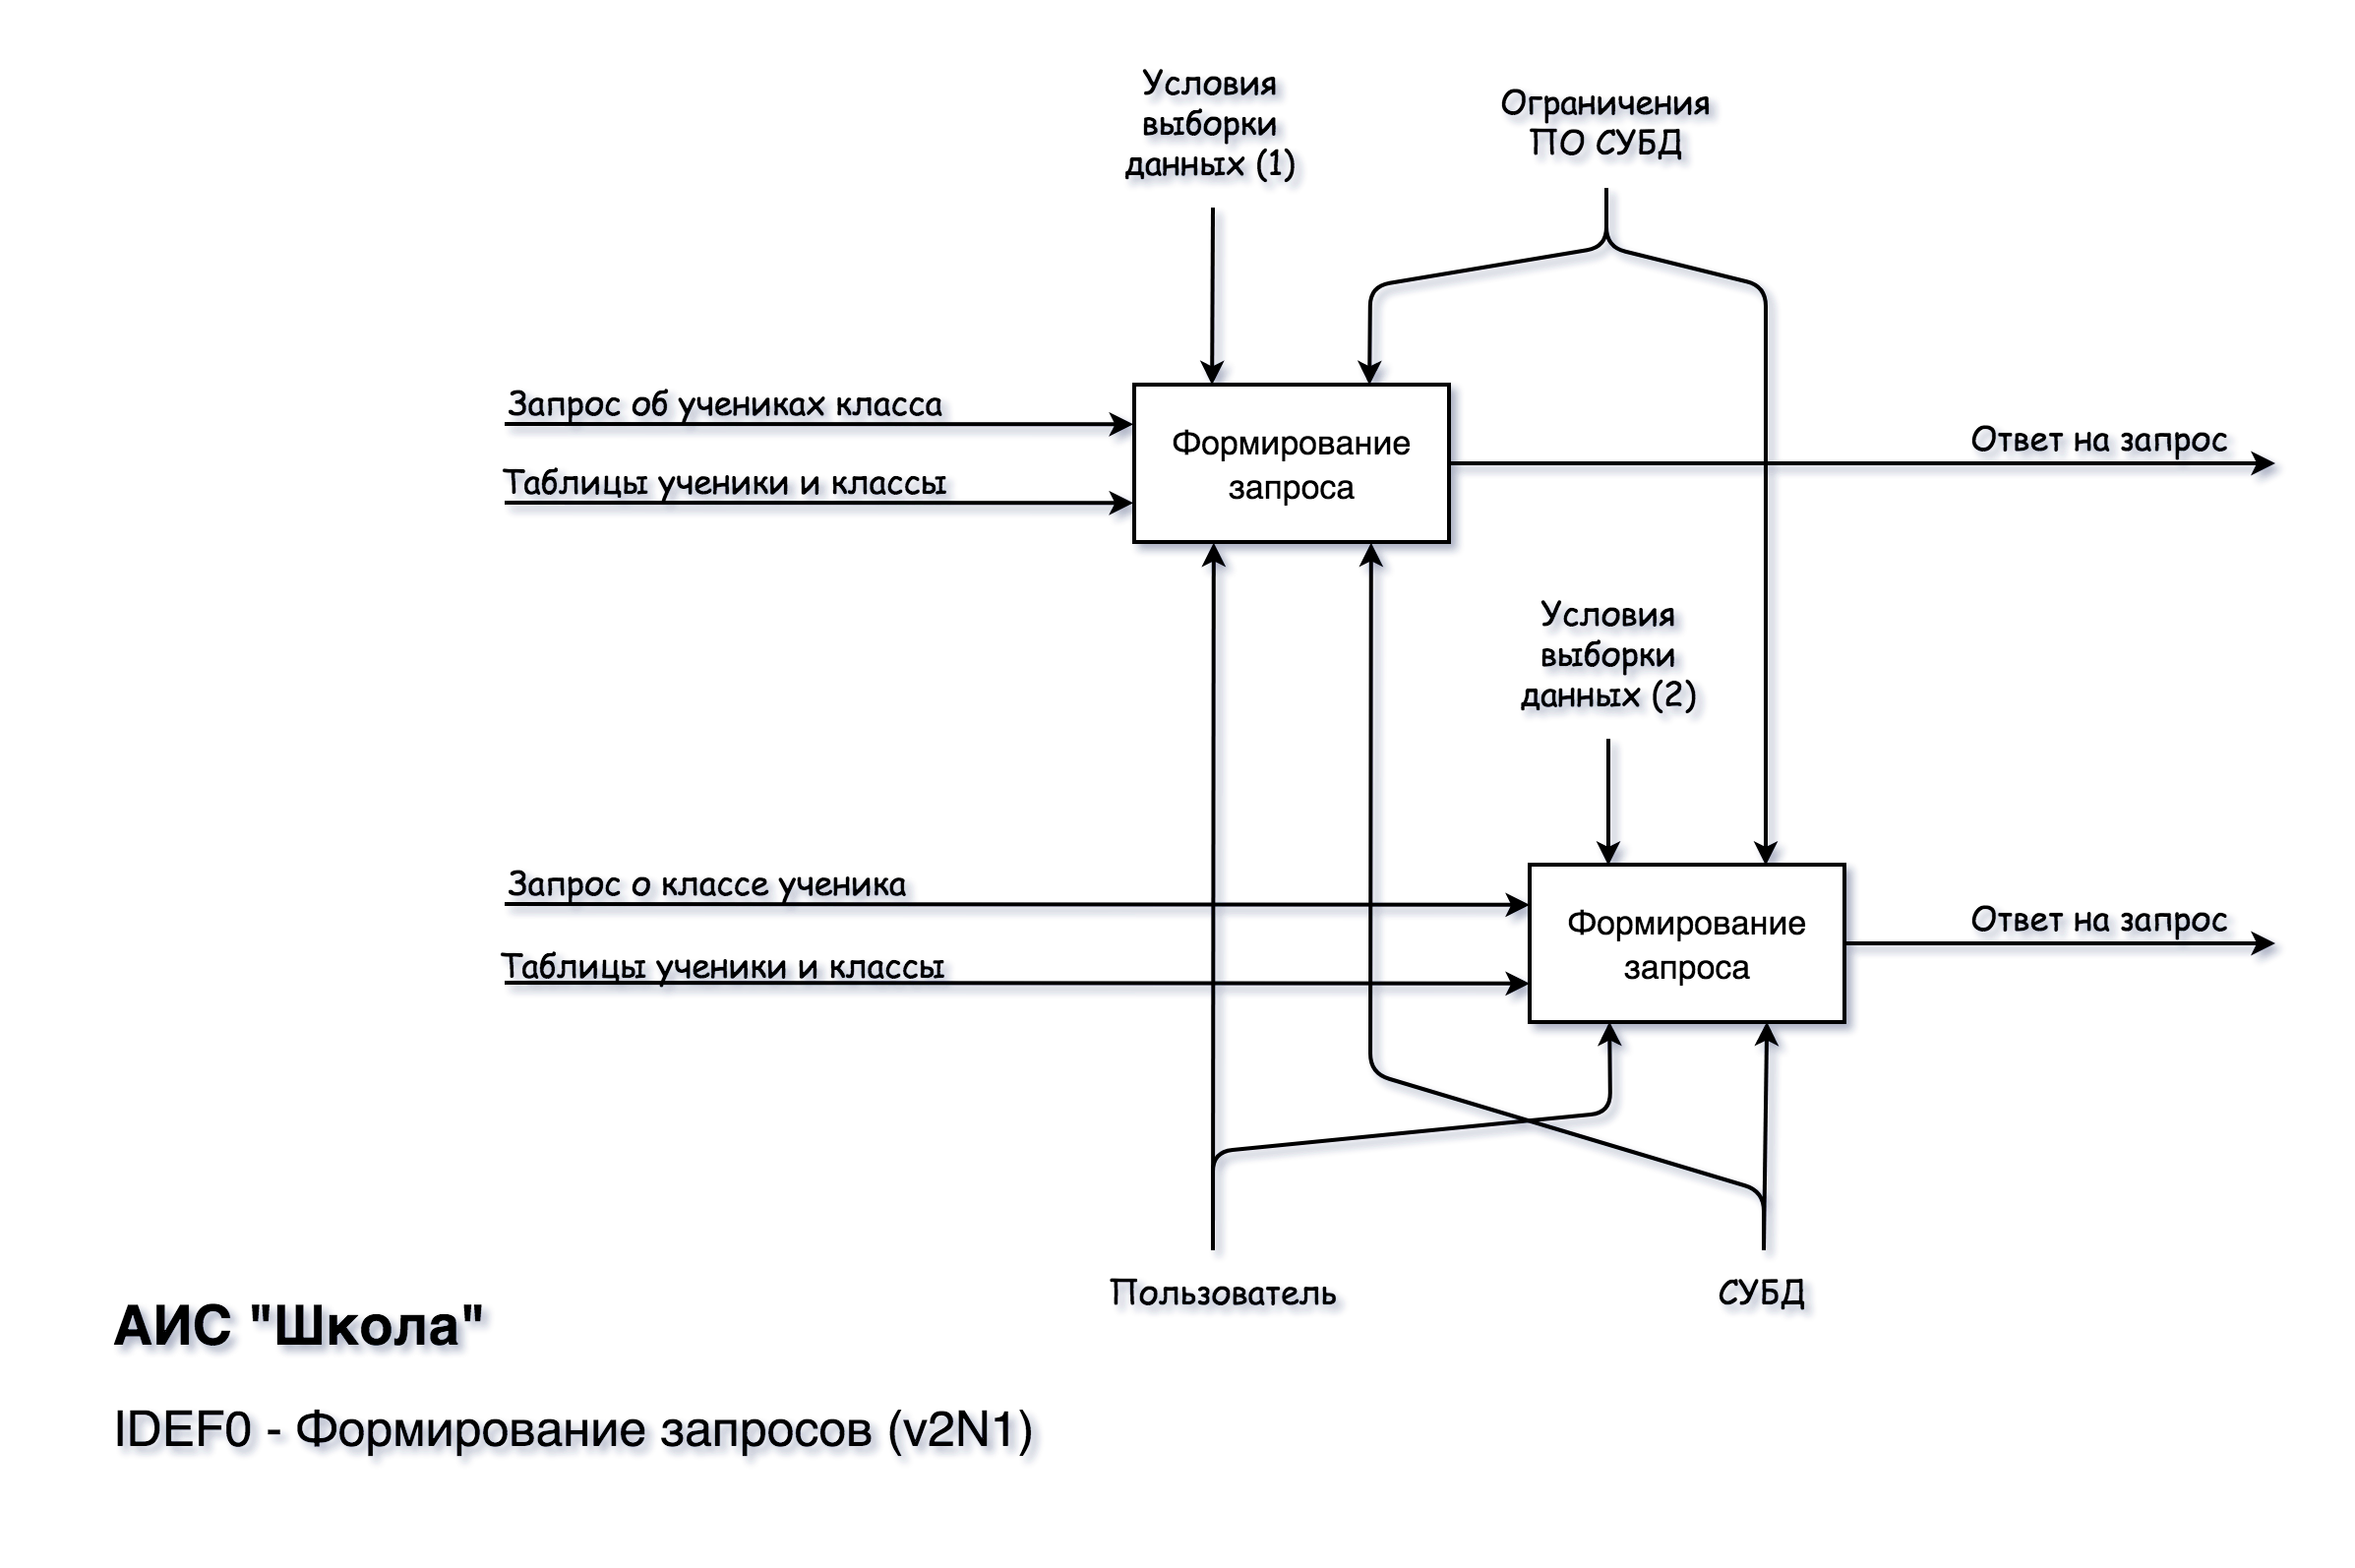 Условия
выборки
данных (1)
Ограничения
ПО СУБД
Запрос об учениках класса
Таблицы ученики и классы
Формирование
запроса
Ответ на запрос
Условия
выборки
данных (2)
Запрос о классе ученика
Таблицы ученики и классы
Формирование
запроса
Ответ на запрос
Пользователь
СУБД
АИС "Школа"
IDEF0 - Формирование запросов (v2N1)